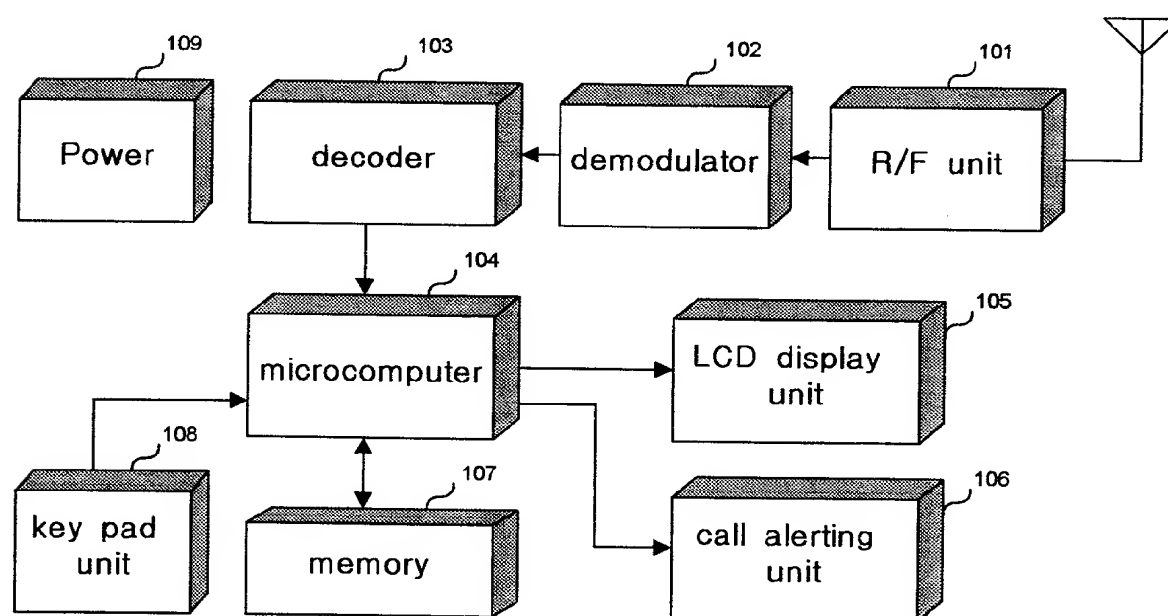 109
103
102
101
Power
decoder
demodulator
R/F unit
104
105
microcomputer
LCD display
unit
108
107
106
key pad
unit
memory
call alerting
unit